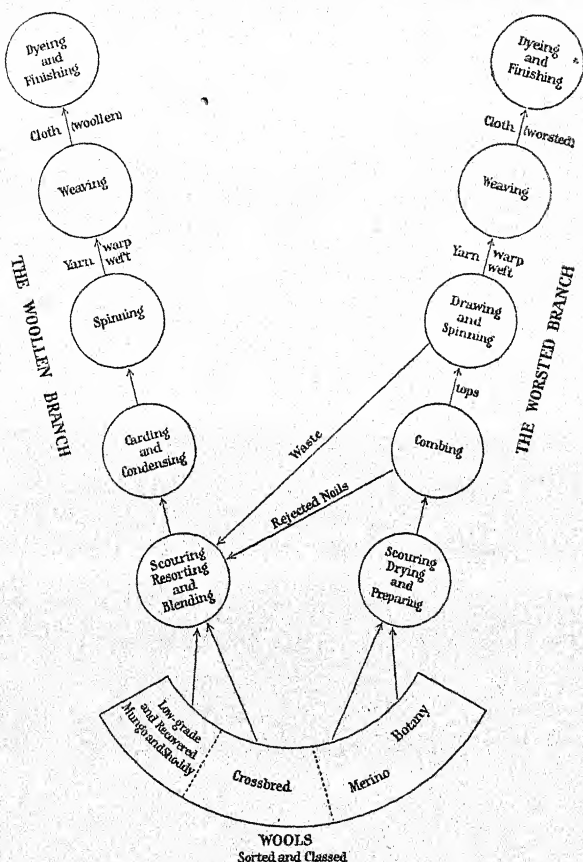 Dyeing
and
Finishing
Dyeing
and
Finishing
Cloth (woollen)
Cloth (worsted)
Weaving
Weaving
Yarn
warp
weft
Yarn
warp
weft
THE WOOLLEN BRANCH
THE WORSTED BRANCH
Spinning
Drawing
and
Spinning
tops
Waste
Carding
and
Condensing
Combing
Rejected Noils
Scouring
Resorting
and
Blending
Scouring
Drying
and
Preparing
Low-grade
and Recovered
Mungo and Shoddy
Crossbred
Merino
Botany
WOOLS
Sorted and Classed